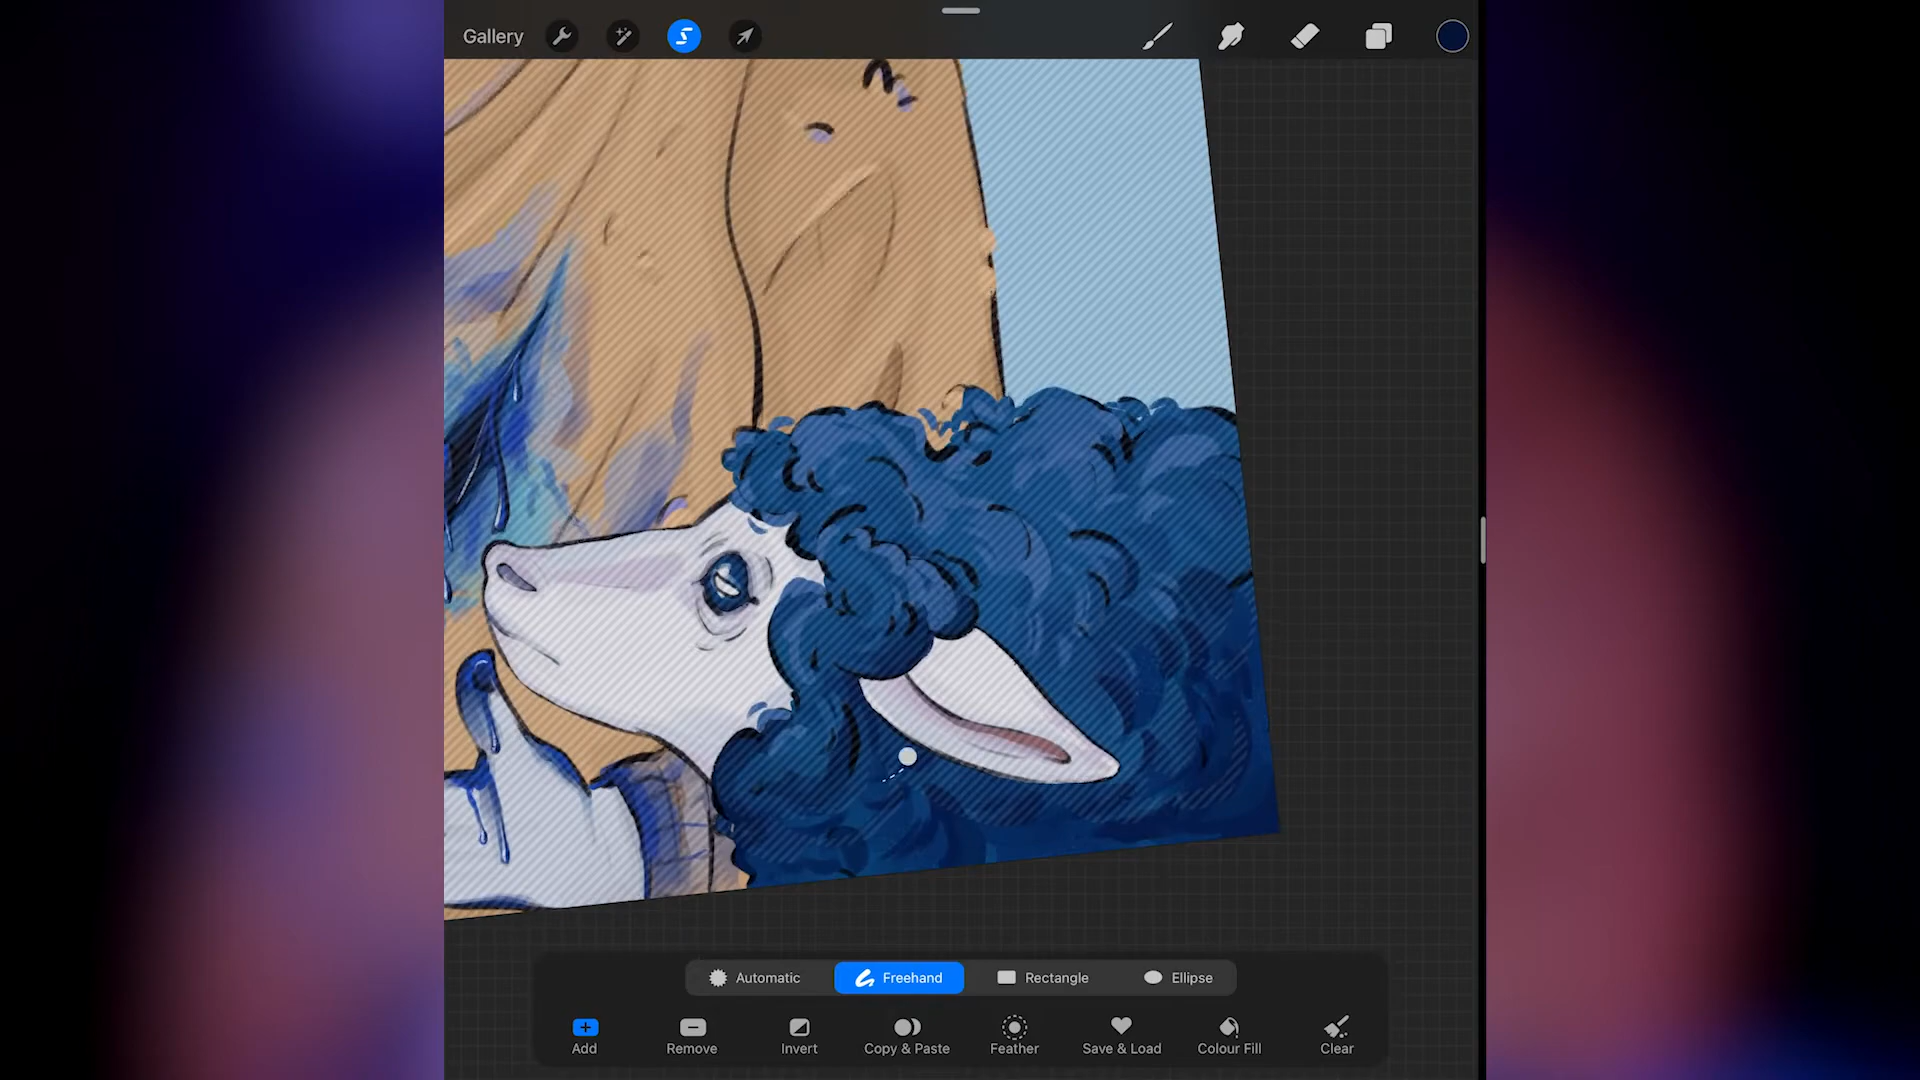 Gallery
Automatic Freehand Rectangle Ellipse
Add Remove Invert Copy & Paste Feather Save & Load Colour Fill Clear